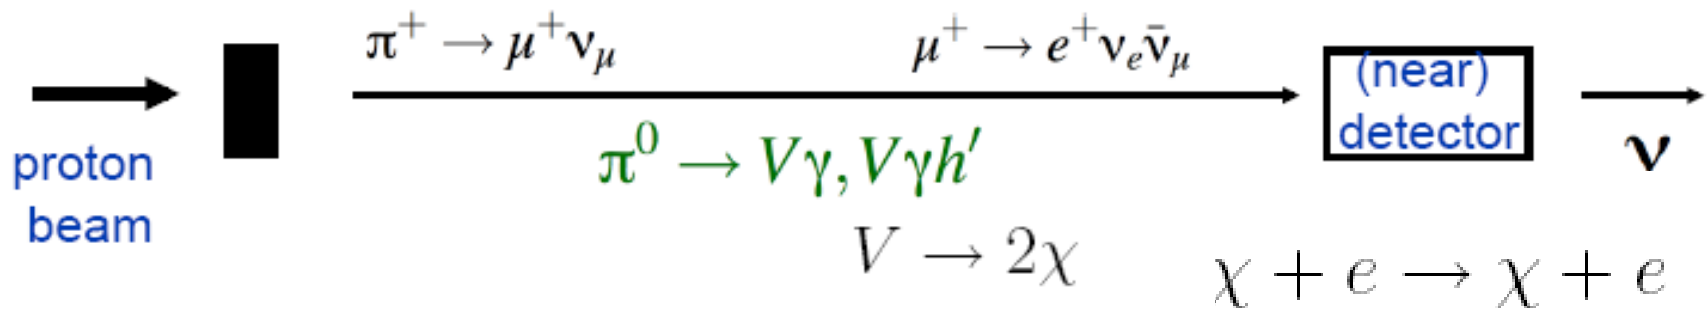 π⁺ → μ⁺ν_μ
μ⁺ → e⁺ν_e ν̄_μ
proton
beam
π⁰ → Vγ, Vγh′
(near)
detector
ν
V → 2χ
χ + e → χ + e